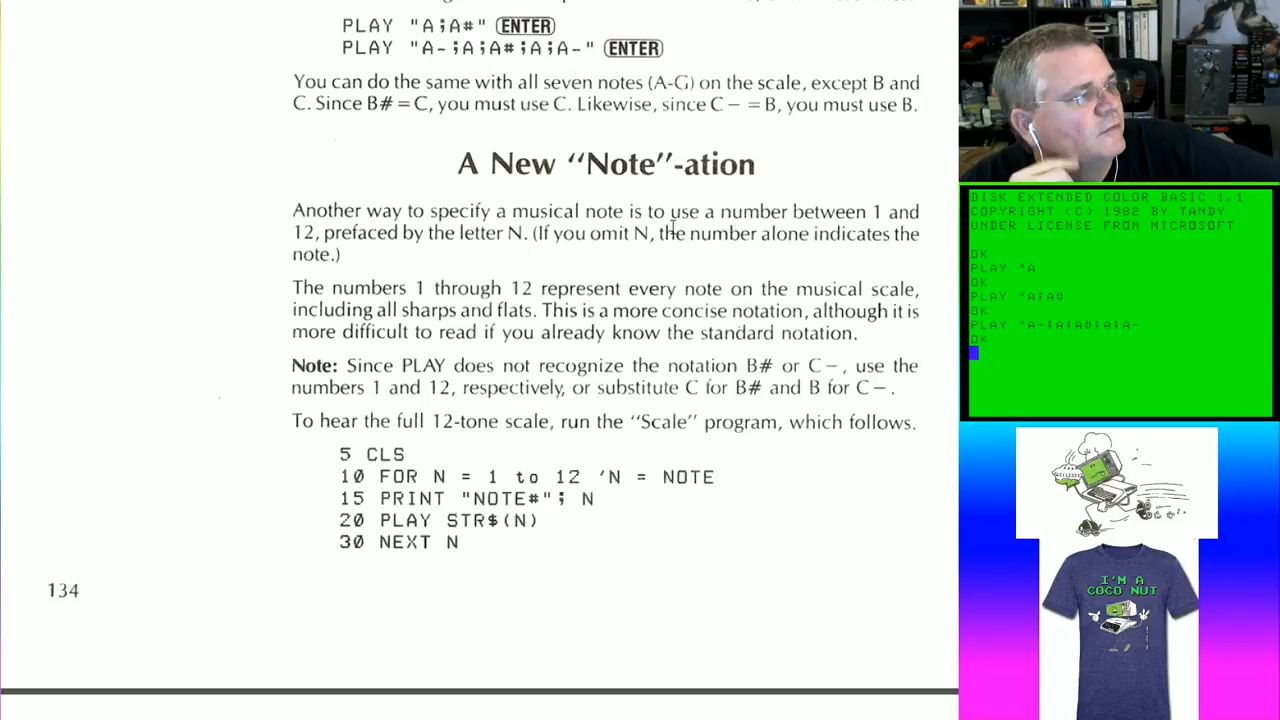 PLAY "A;A#" (ENTER)
PLAY "A-;A;A#;A;A-" (ENTER)
You can do the same with all seven notes (A-G) on the scale, except B and
C. Since B# = C, you must use C. Likewise, since C− = B, you must use B.
A New "Note"-ation
Another way to specify a musical note is to use a number between 1 and
12, prefaced by the letter N. (If you omit N, the number alone indicates the
note.)
The numbers 1 through 12 represent every note on the musical scale,
including all sharps and flats. This is a more concise notation, although it is
more difficult to read if you already know the standard notation.
Note: Since PLAY does not recognize the notation B# or C−, use the
numbers 1 and 12, respectively, or substitute C for B# and B for C−.
To hear the full 12-tone scale, run the "Scale" program, which follows.
5 CLS
10 FOR N = 1 to 12 'N = NOTE
15 PRINT "NOTE#"; N
20 PLAY STR$(N)
30 NEXT N
134
DISK EXTENDED COLOR BASIC 1.1
COPYRIGHT (C) 1982 BY TANDY
UNDER LICENSE FROM MICROSOFT
OK
PLAY "A
OK
PLAY "A;A#
OK
PLAY "A-;A;A#;A;A-
OK
I'M A
COCO NUT